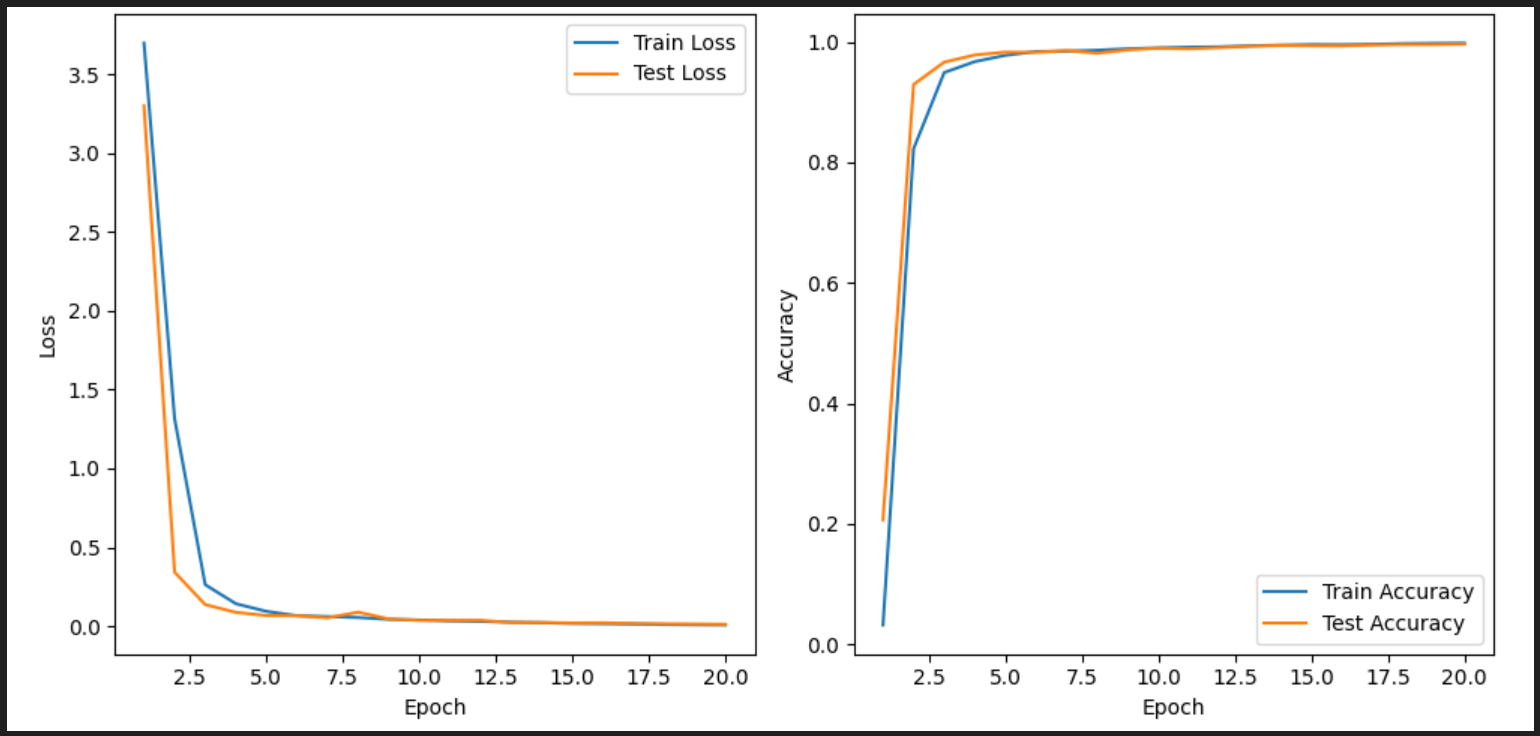 Train Loss
Test Loss
3.5
3.0
2.5
2.0
1.5
1.0
0.5
0.0
Loss
2.5 5.0 7.5 10.0 12.5 15.0 17.5 20.0
Epoch
1.0
0.8
0.6
0.4
0.2
0.0
Accuracy
Train Accuracy
Test Accuracy
2.5 5.0 7.5 10.0 12.5 15.0 17.5 20.0
Epoch